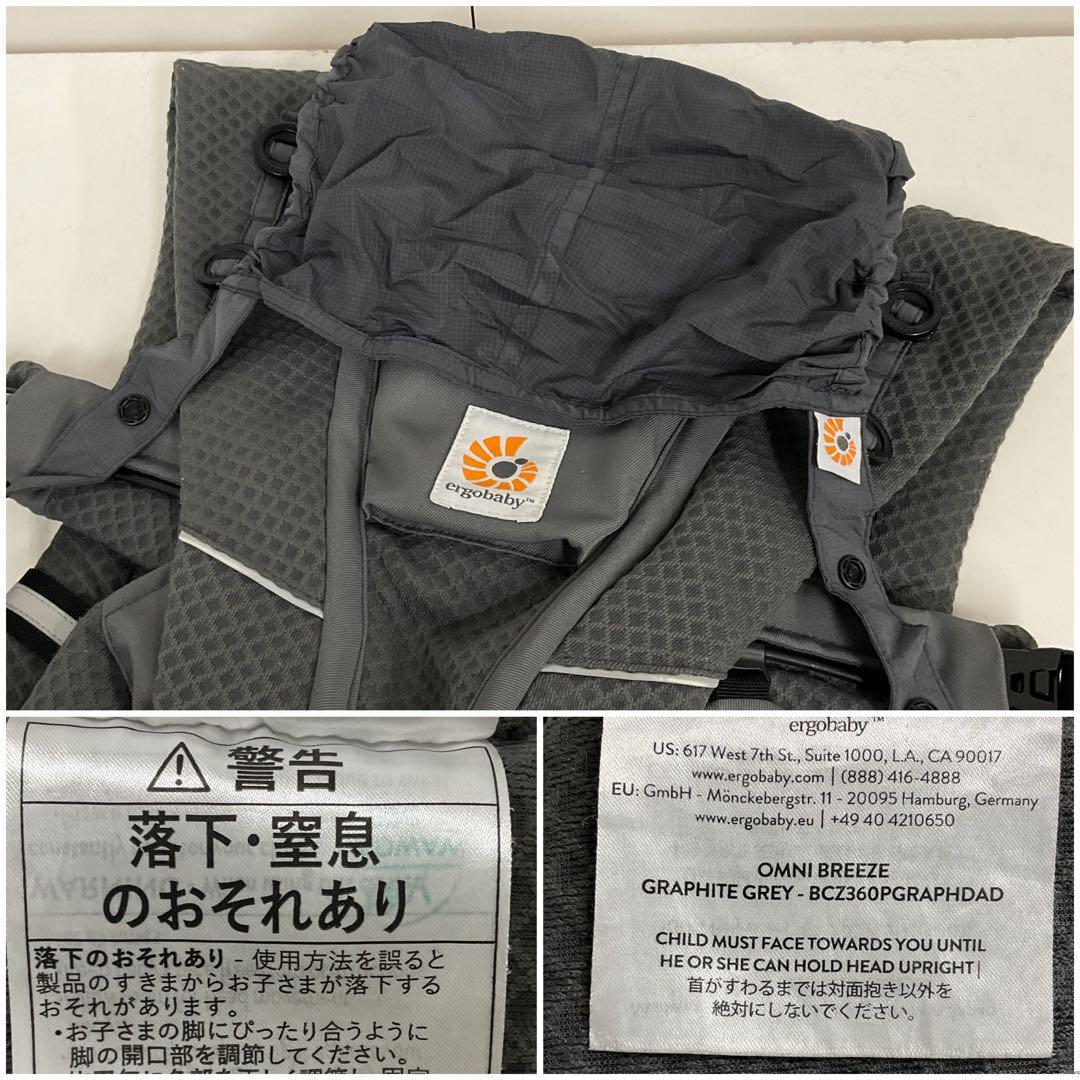 ergobaby™
警告
落下・窒息
のおそれあり
落下のおそれあり - 使用方法を誤ると
製品のすきまからお子さまが落下する
おそれがあります。
・お子さまの脚にぴったり合うように
脚の開口部を調節してください。
ergobaby™
US: 617 West 7th St., Suite 1000, L.A., CA 90017
www.ergobaby.com | (888) 416-4888
EU: GmbH - Mönckebergstr. 11 - 20095 Hamburg, Germany
www.ergobaby.eu | +49 40 4210650
OMNI BREEZE
GRAPHITE GREY - BCZ360PGRAPHDAD
CHILD MUST FACE TOWARDS YOU UNTIL
HE OR SHE CAN HOLD HEAD UPRIGHT|
首がすわるまでは対面抱き以外を
絶対にしないでください。